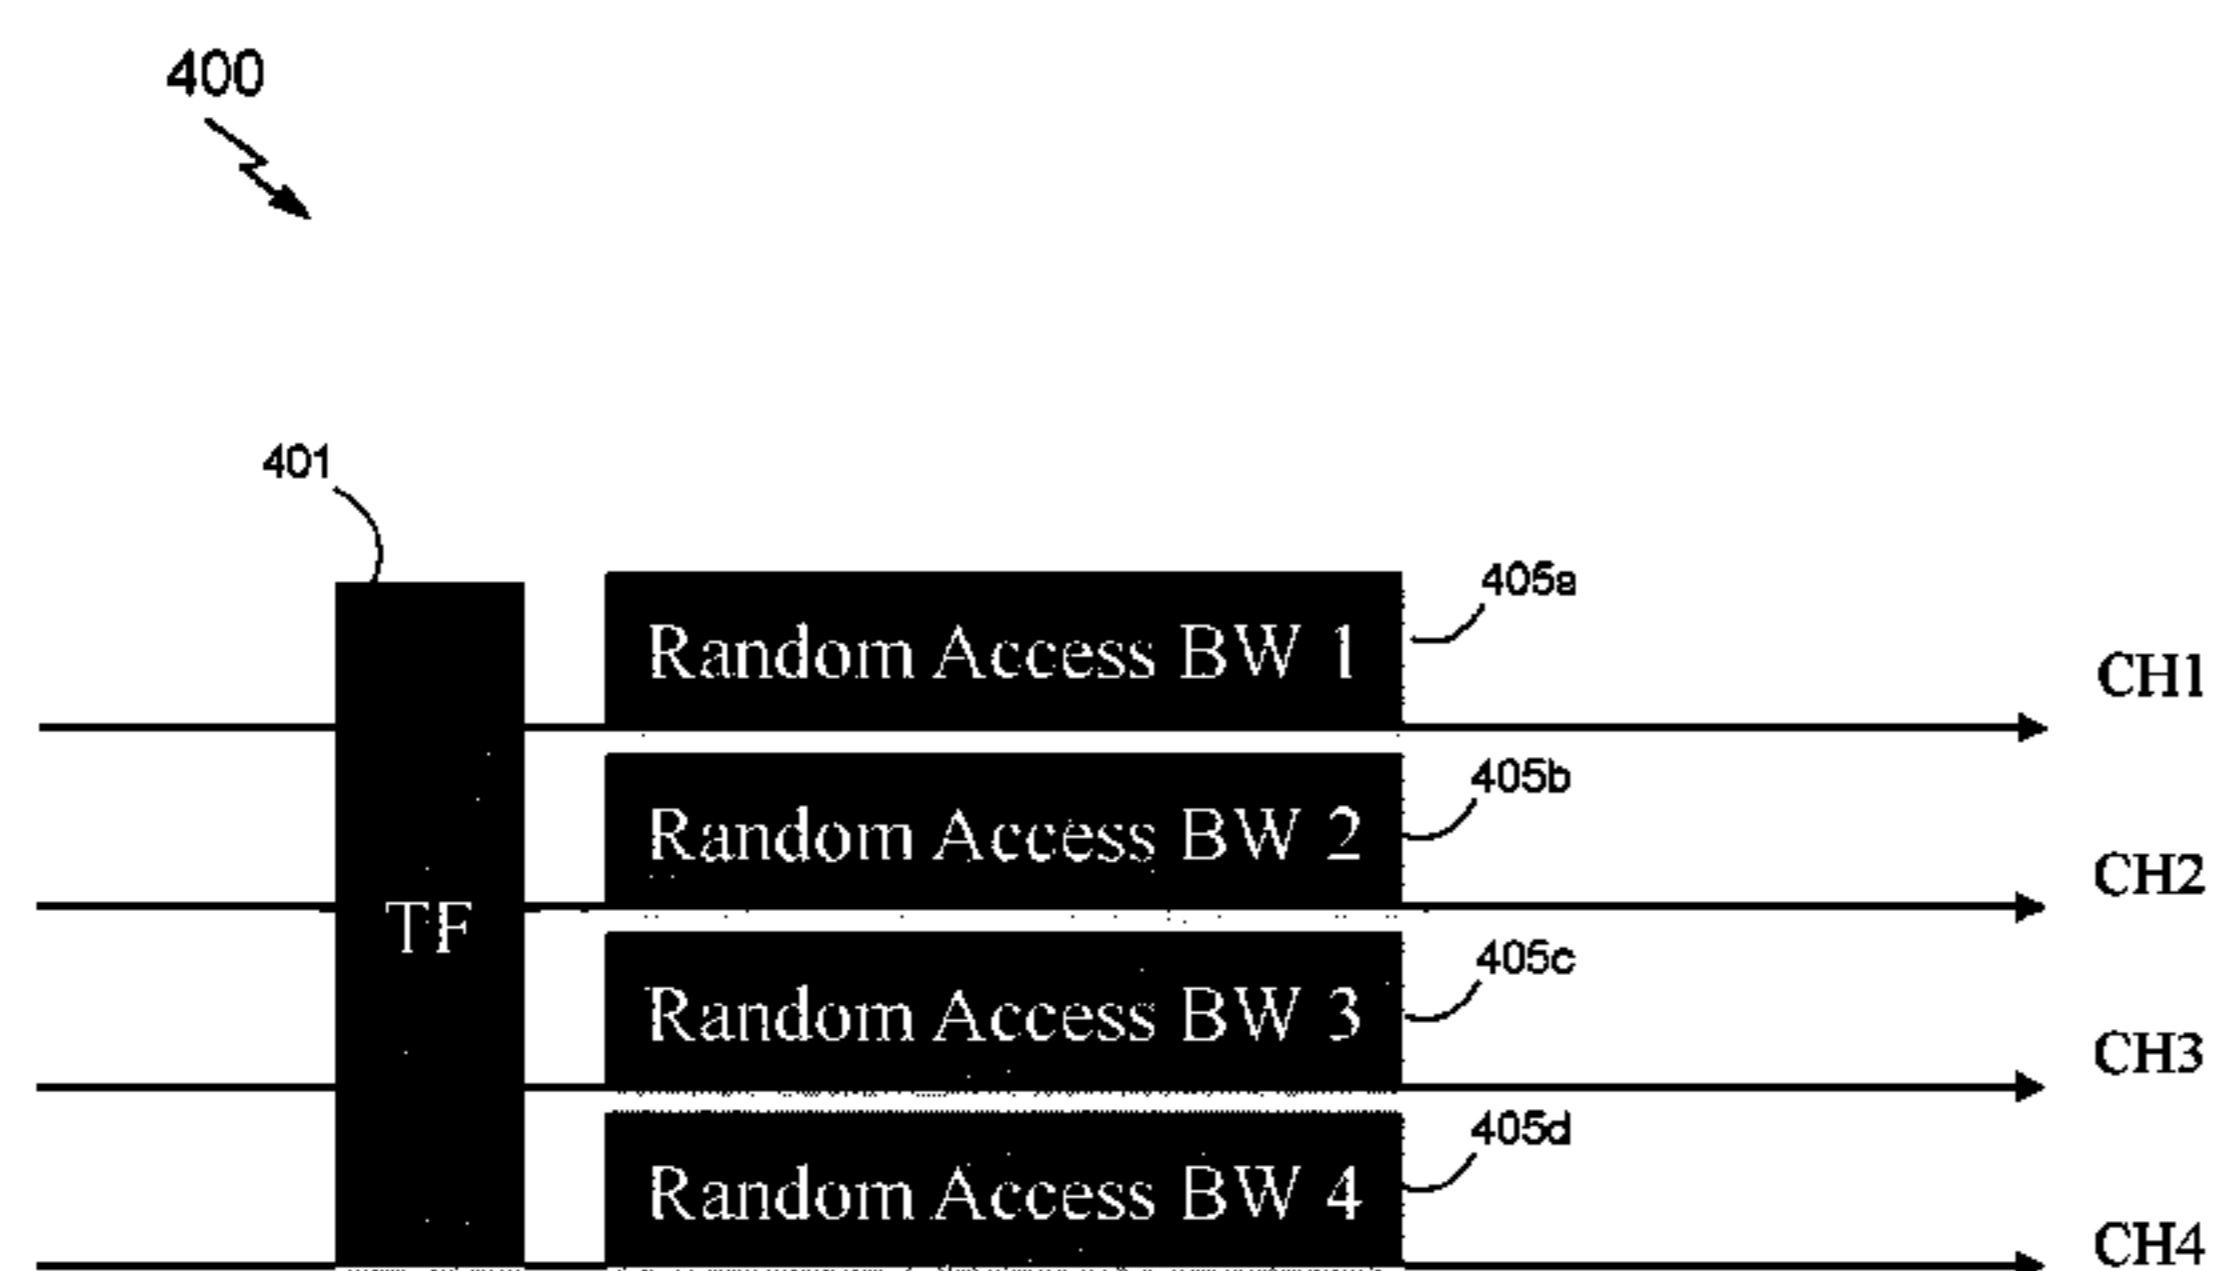 400
401
405a
Random Access BW 1
CH1
405b
Random Access BW 2
CH2
TF
405c
Random Access BW 3
CH3
405d
Random Access BW 4
CH4